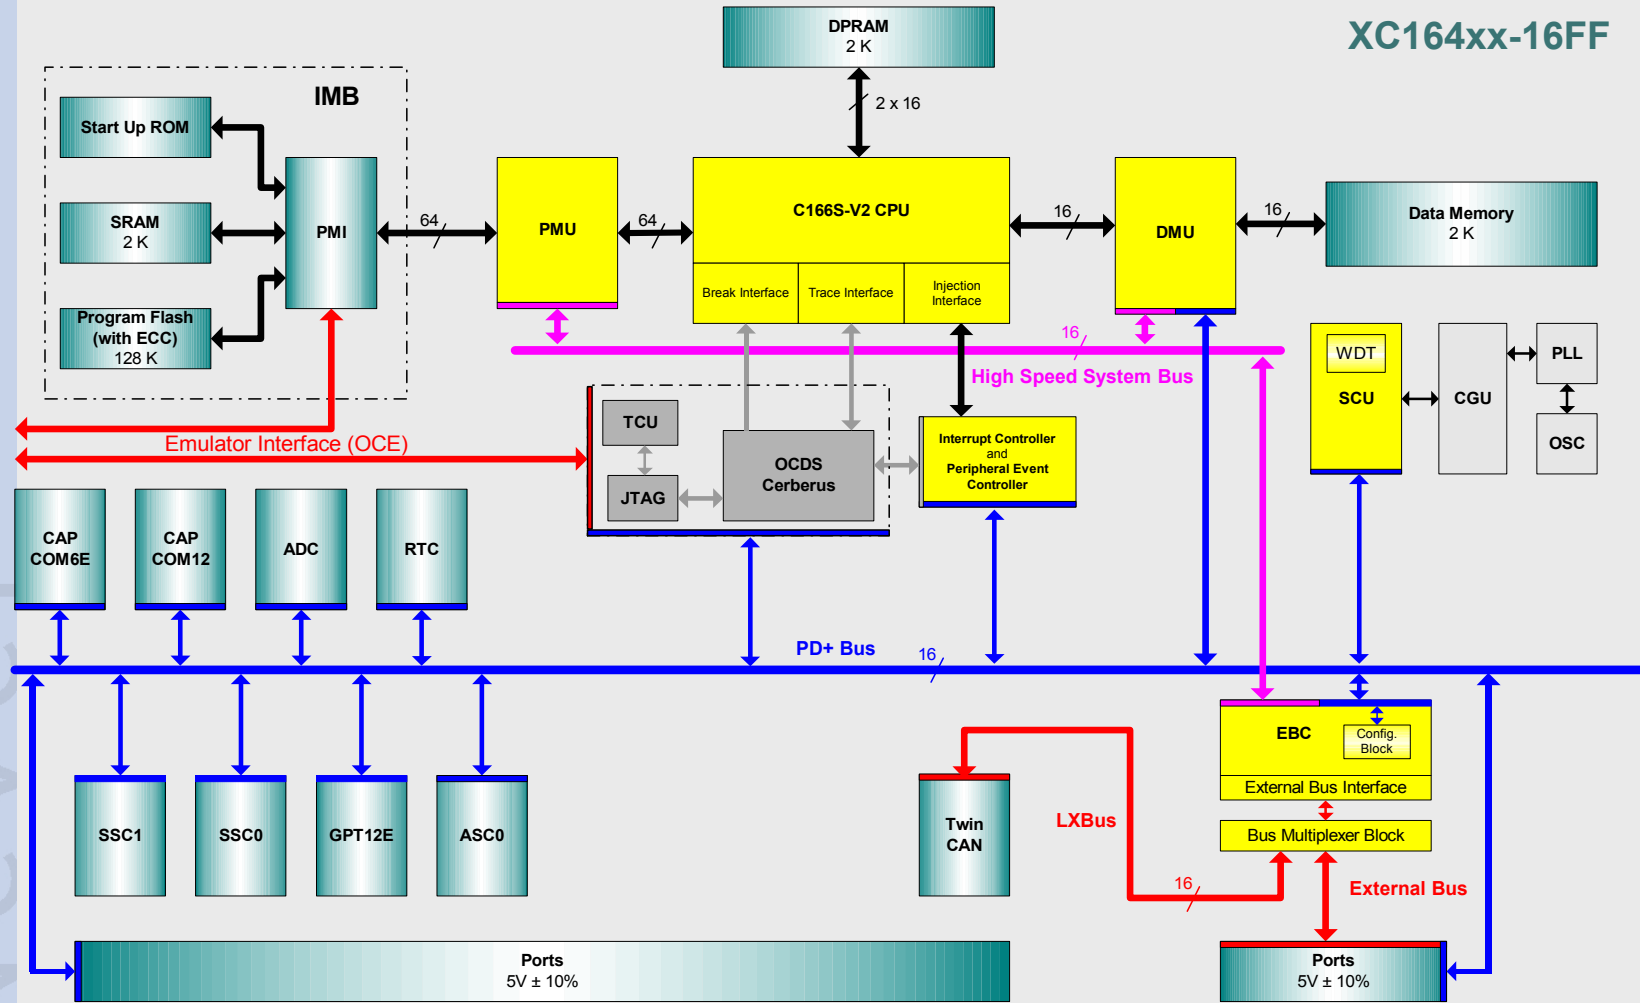 XC164xx-16FF
DPRAM
2 K
2 x 16
IMB
Start Up ROM
SRAM
2 K
Program Flash
(with ECC)
128 K
PMI
64
PMU
64
C166S-V2 CPU
Break Interface
Trace Interface
Injection
Interface
16
DMU
16
Data Memory
2 K
16
High Speed System Bus
WDT
SCU
CGU
PLL
OSC
Emulator Interface (OCE)
TCU
JTAG
OCDS
Cerberus
Interrupt Controller
and
Peripheral Event
Controller
CAP
COM6E
CAP
COM12
ADC
RTC
PD+ Bus
16
SSC1
SSC0
GPT12E
ASC0
Twin
CAN
LXBus
16
EBC
Config.
Block
External Bus Interface
Bus Multiplexer Block
External Bus
Ports
5V ± 10%
Ports
5V ± 10%